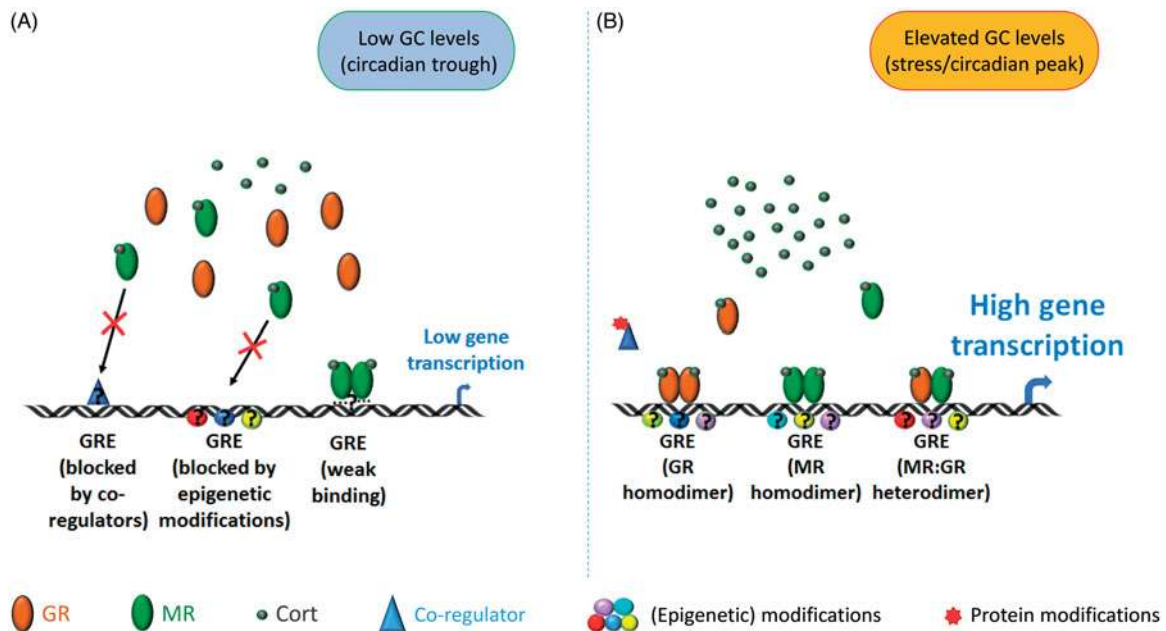 (A)
Low GC levels
(circadian trough)
Low gene
transcription
?
? ? ?
?
GRE
(blocked
by co-
regulators)
GRE
(blocked by
epigenetic
modifications)
GRE
(weak
binding)
(B)
Elevated GC levels
(stress/circadian peak)
High gene
transcription
? ? ?
? ? ?
? ? ?
GRE
(GR
homodimer)
GRE
(MR
homodimer)
GRE
(MR:GR
heterodimer)
GR
MR
Cort
Co-regulator
(Epigenetic) modifications
Protein modifications